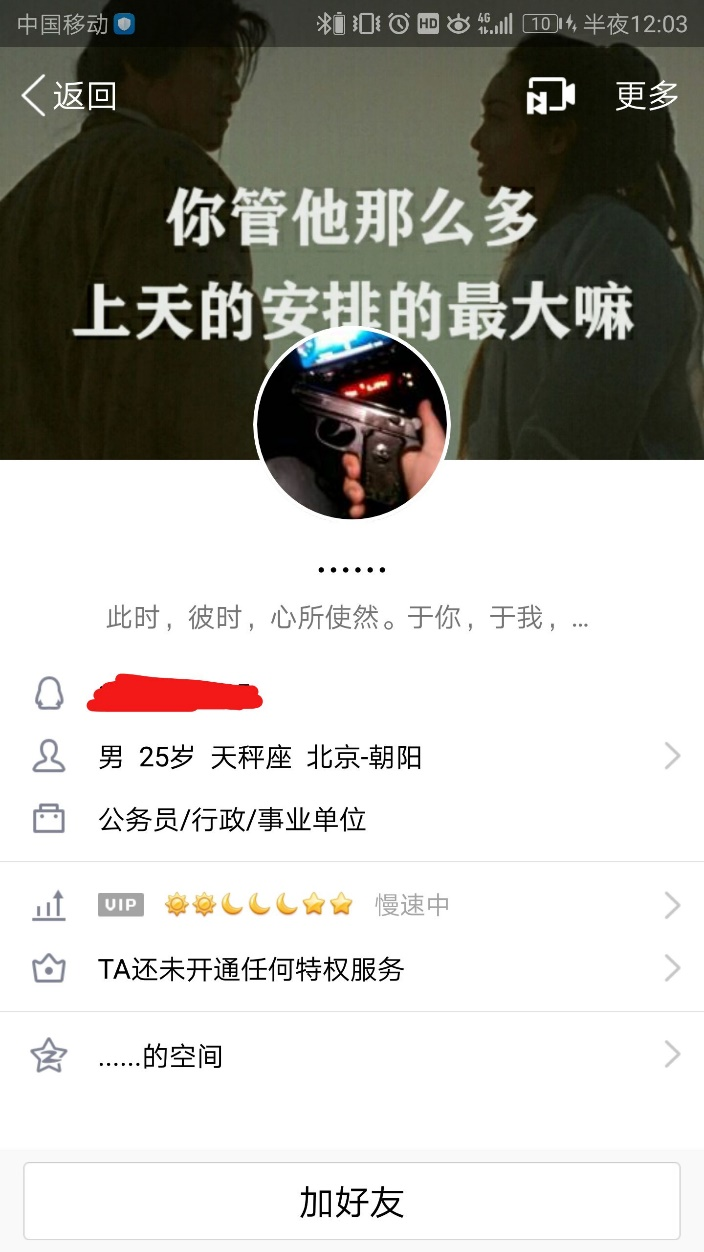 中国移动 HD 4G 10 半夜12:03
返回 更多
你管他那么多
上天的安排的最大嘛
······
此时，彼时，心所使然。于你，于我，...
男 25岁 天秤座 北京-朝阳
公务员/行政/事业单位
VIP 慢速中
TA还未开通任何特权服务
......的空间
加好友